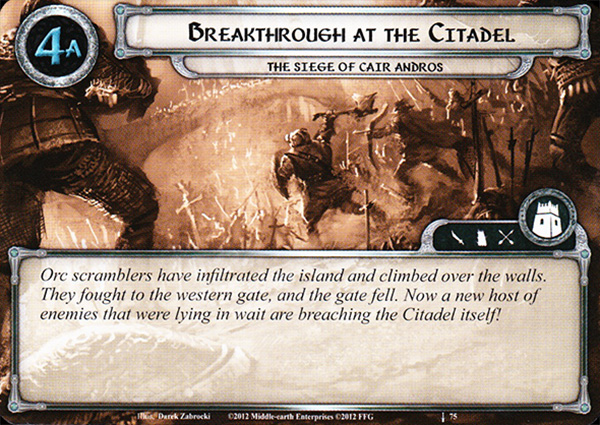 4A
BREAKTHROUGH AT THE CITADEL
THE SIEGE OF CAIR ANDROS
Orc scramblers have infiltrated the island and climbed over the walls.
They fought to the western gate, and the gate fell. Now a new host of
enemies that were lying in wait are breaching the Citadel itself!
Illus. Darek Zabrocki ©2012 Middle-earth Enterprises ©2012 FFG 75